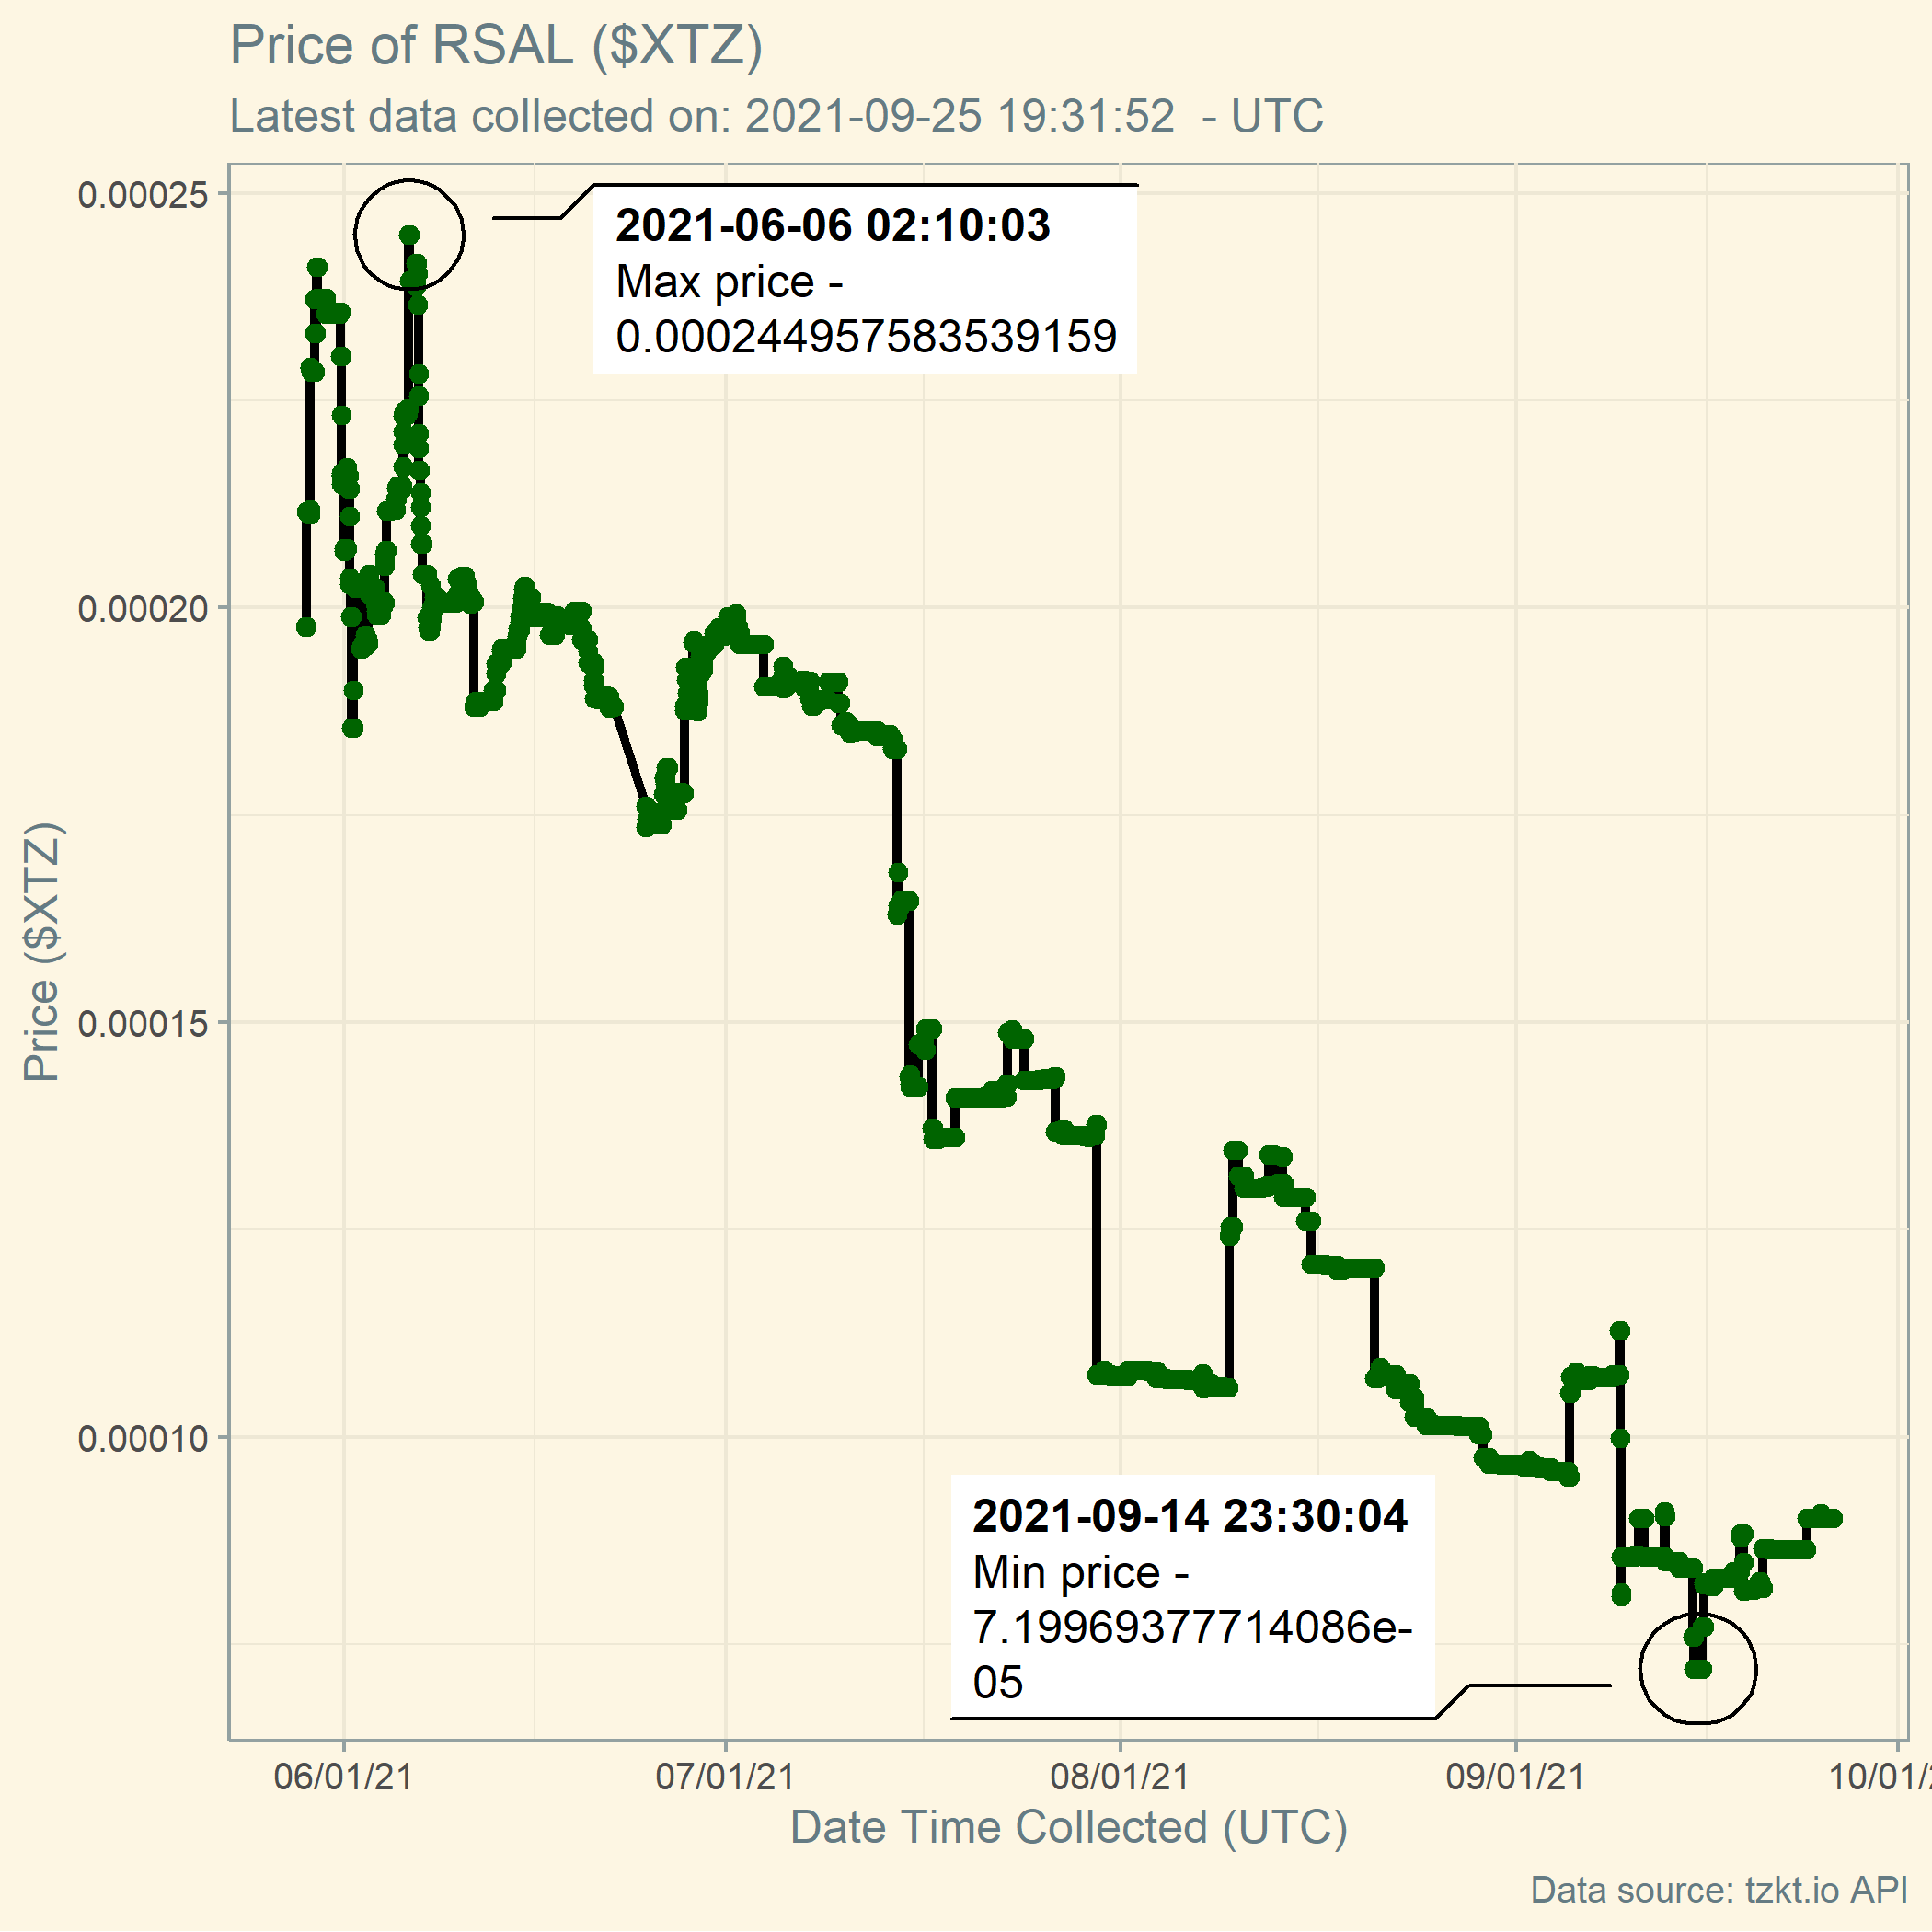 Price of RSAL ($XTZ)
Latest data collected on: 2021-09-25 19:31:52 - UTC
0.00025
2021-06-06 02:10:03
Max price -
0.000244957583539159
0.00020
Price ($XTZ)
0.00015
0.00010
2021-09-14 23:30:04
Min price -
7.19969377714086e-
05
06/01/21
07/01/21
08/01/21
09/01/21
10/01/2
Date Time Collected (UTC)
Data source: tzkt.io API